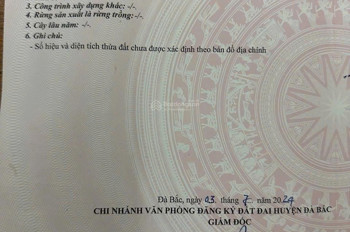 3. Công trình xây dựng khác: -/-.
4. Rừng sản xuất là rừng trồng: -/-.
5. Cây lâu năm: -/-.
6. Ghi chú:
- Số hiệu và diện tích thửa đất chưa được xác định theo bản đồ địa chính
Đà Bắc, ngày 03 tháng 7 năm 2024
CHI NHÁNH VĂN PHÒNG ĐĂNG KÝ ĐẤT ĐAI HUYỆN ĐÀ BẮC
GIÁM ĐỐC